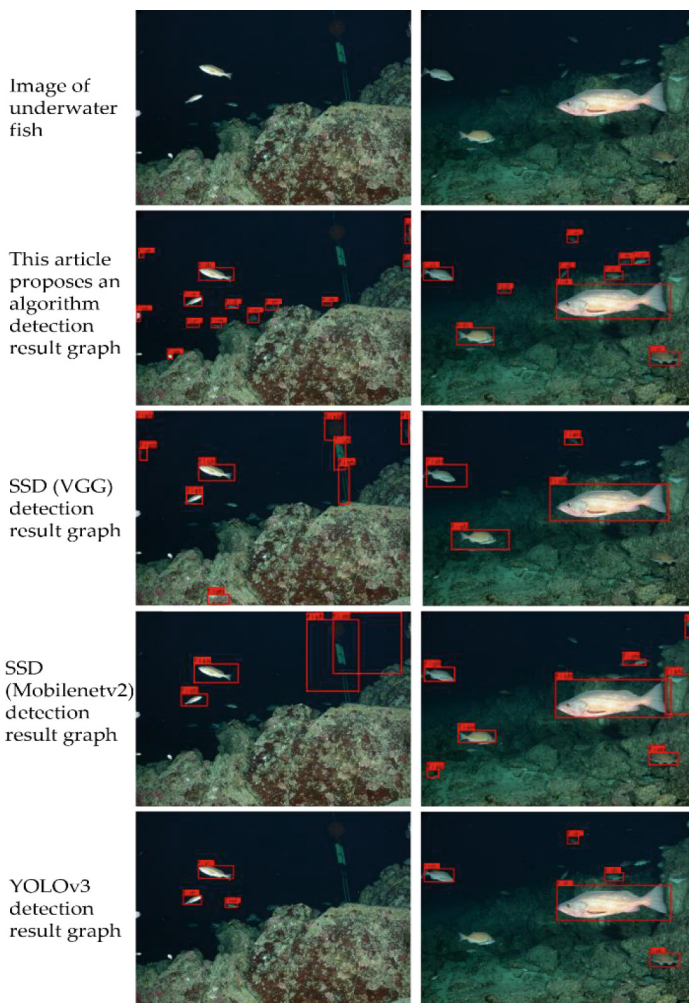 Image of
underwater
fish
This article
proposes an
algorithm
detection
result graph
SSD (VGG)
detection
result graph
SSD
(Mobilenetv2)
detection
result graph
YOLOv3
detection
result graph